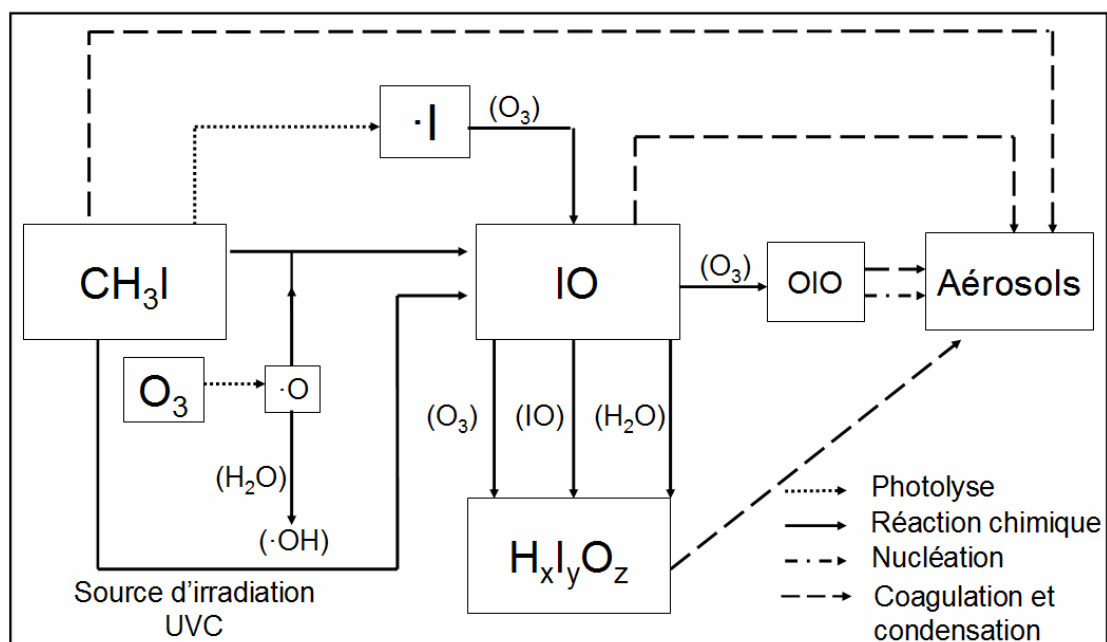 (O₃)
·I
CH₃I
IO
(O₃)
OIO
Aérosols
O₃
·O
(O₃)
(IO)
(H₂O)
(H₂O)
(·OH)
HₓIᵧO_z
Source d'irradiation
UVC
Photolyse
Réaction chimique
Nucléation
Coagulation et
condensation